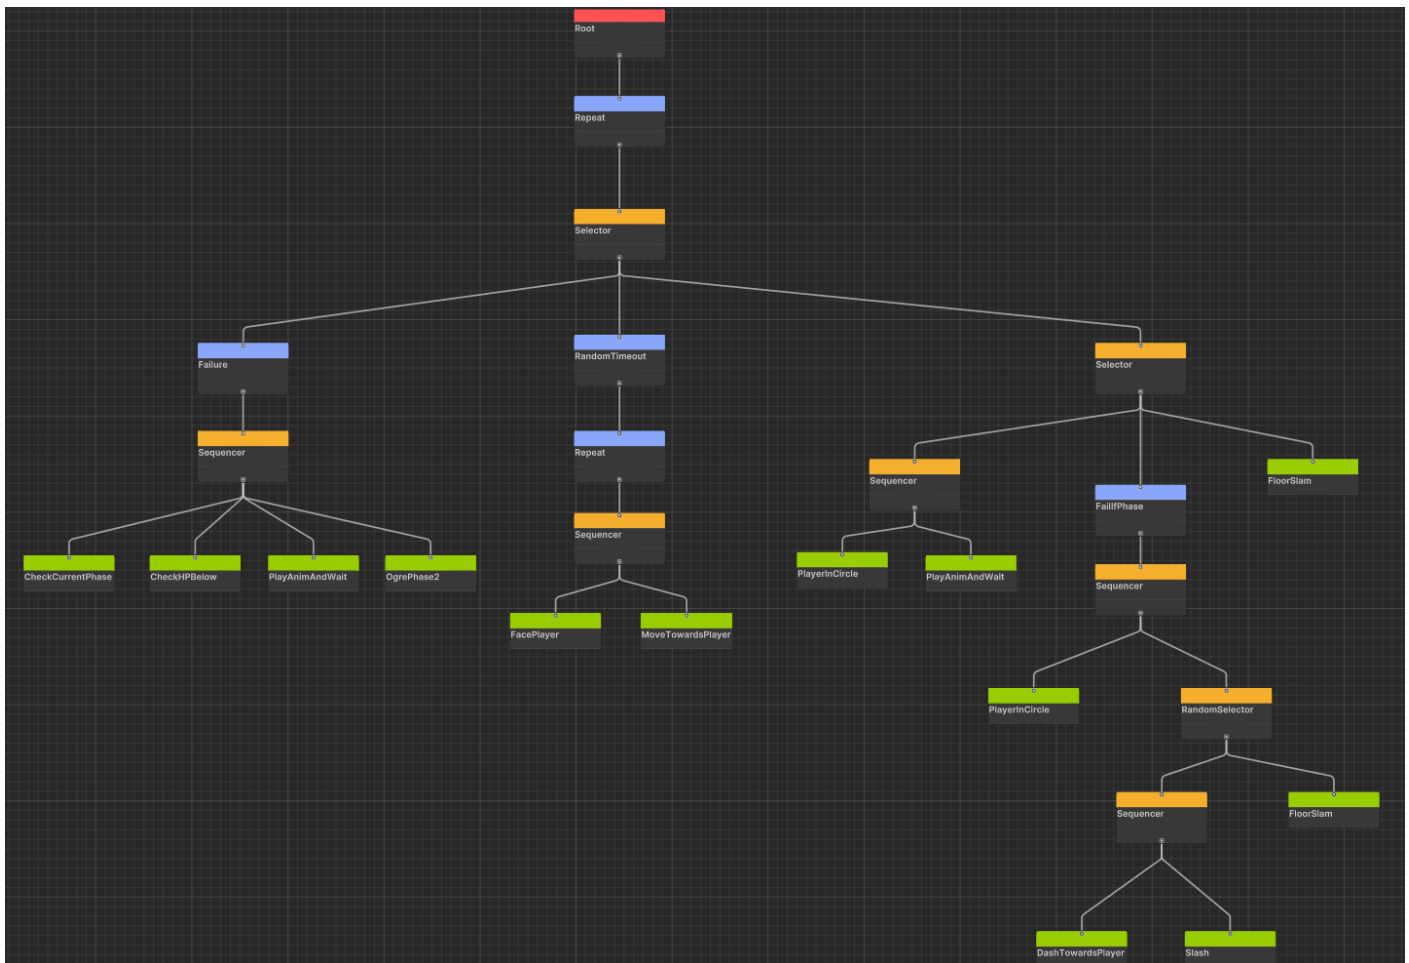 Root
Repeat
Selector
Failure
RandomTimeout
Selector
Sequencer
Repeat
Sequencer
FailIfPhase
FloorSlam
Sequencer
CheckCurrentPhase
CheckHPBelow
PlayAnimAndWait
OgrePhase2
PlayerInCircle
PlayAnimAndWait
Sequencer
FacePlayer
MoveTowardsPlayer
PlayerInCircle
RandomSelector
Sequencer
FloorSlam
DashTowardsPlayer
Slash